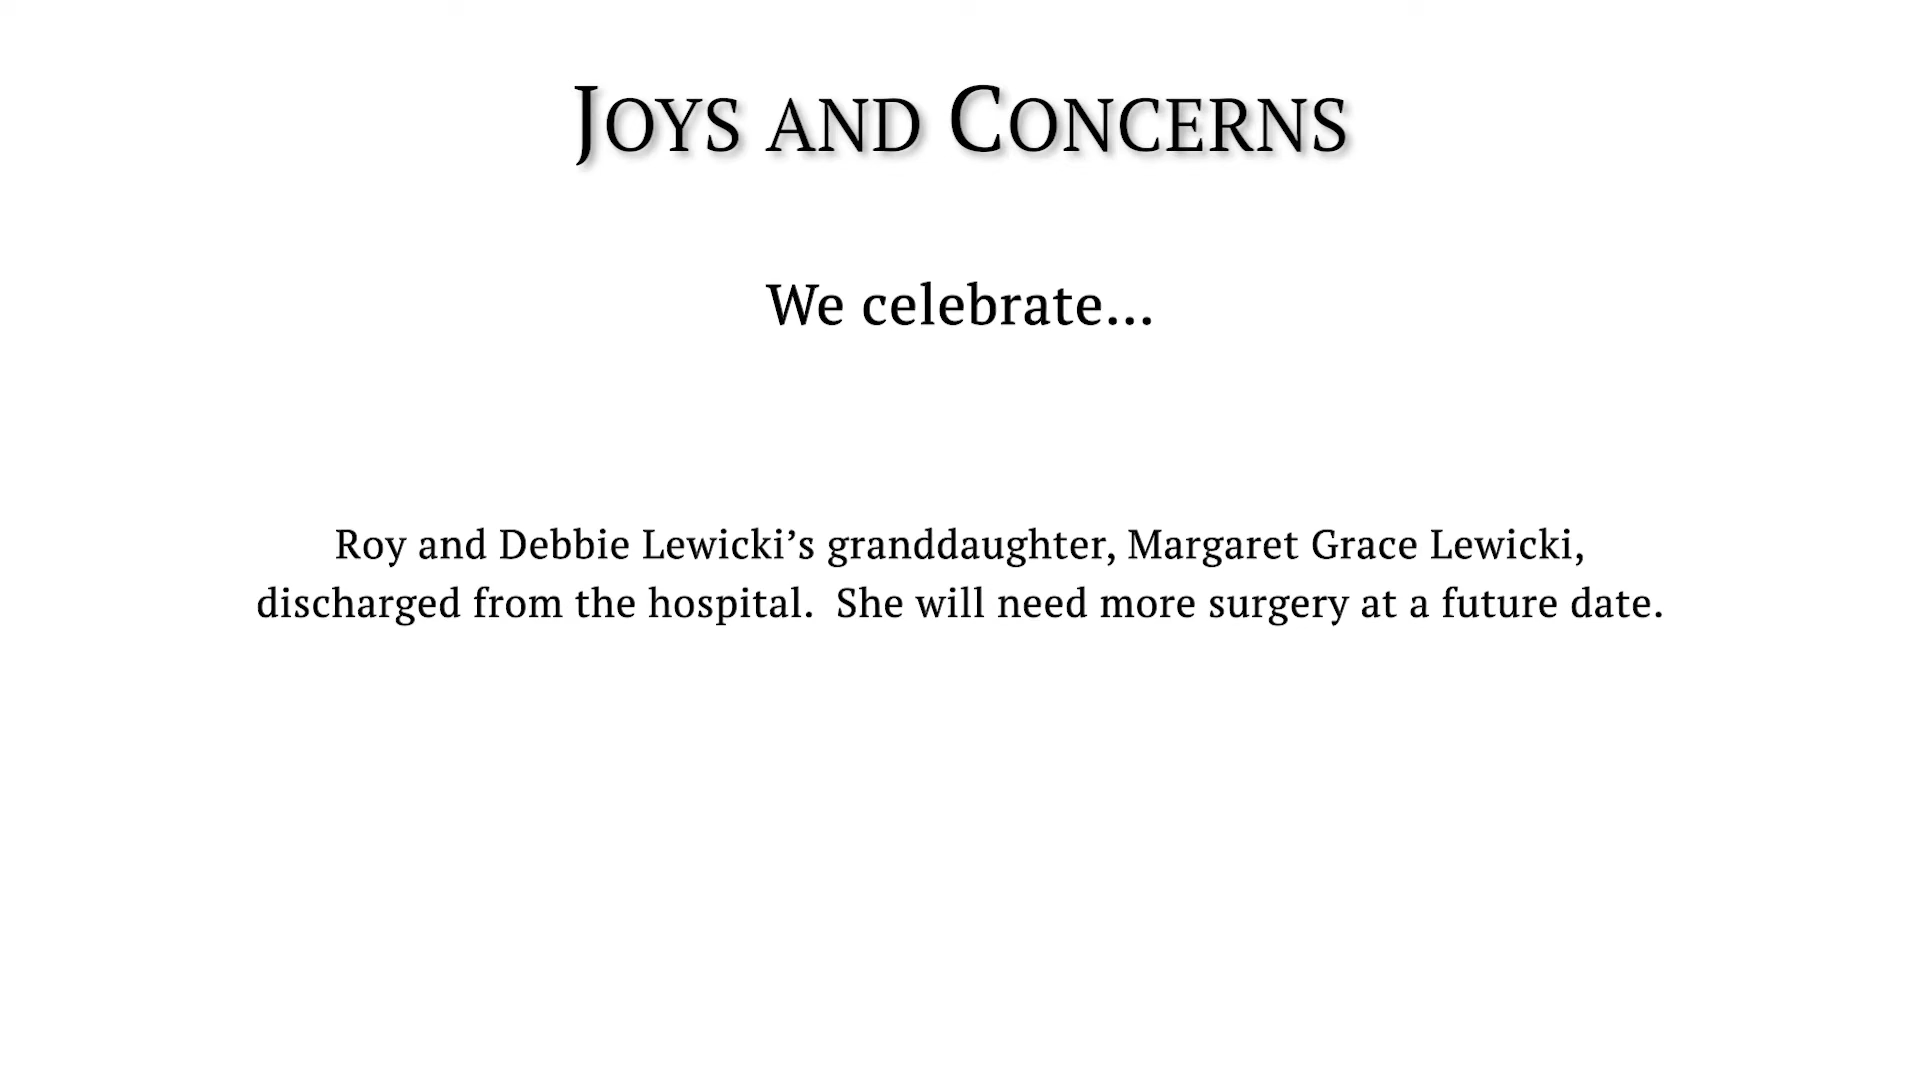 Joys and Concerns
We celebrate...
Roy and Debbie Lewicki’s granddaughter, Margaret Grace Lewicki,
discharged from the hospital.  She will need more surgery at a future date.